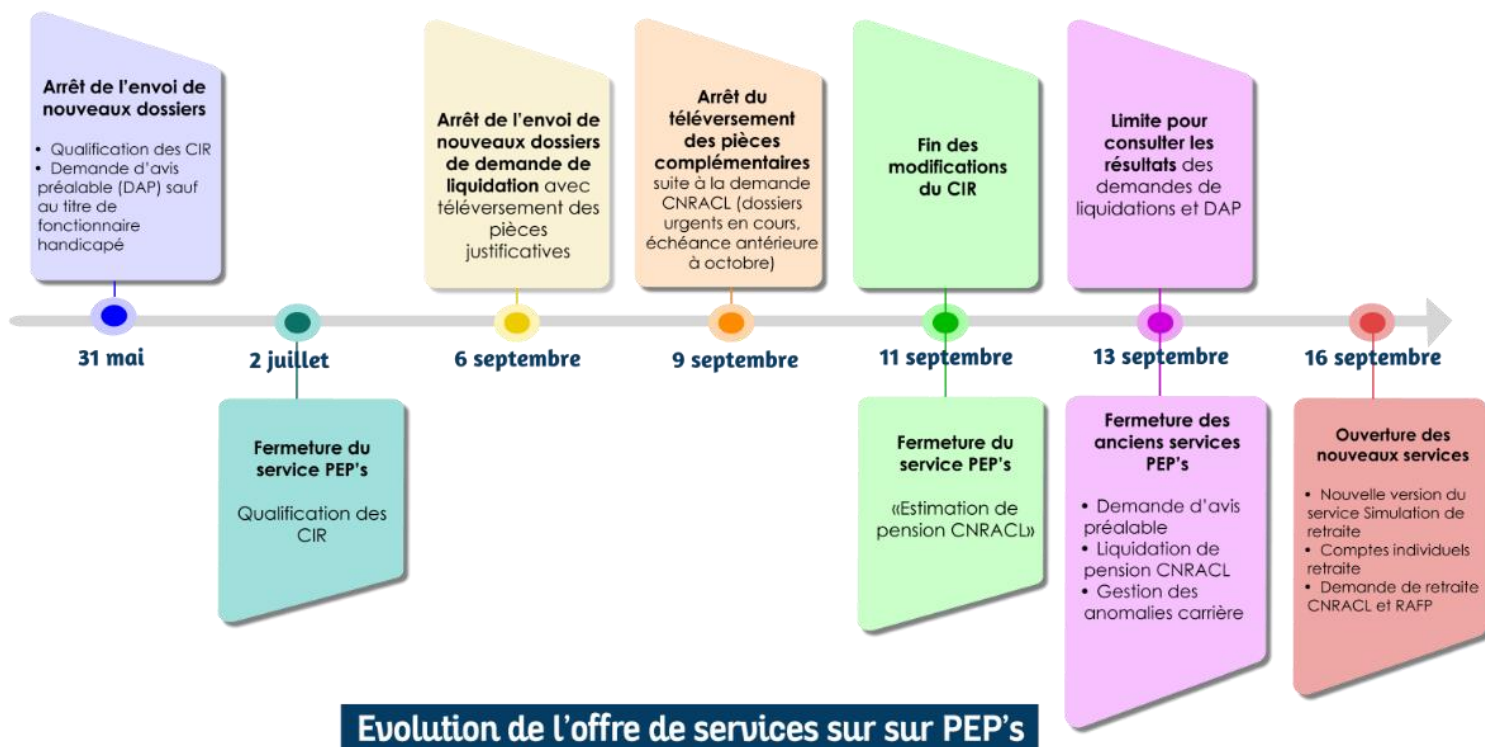 Arrêt de l'envoi de
nouveaux dossiers
• Qualification des CIR
• Demande d'avis
préalable (DAP) sauf
au titre de
fonctionnaire
handicapé
31 mai
2 juillet
Fermeture du
service PEP's
Qualification des
CIR
Arrêt de l'envoi de
nouveaux dossiers
de demande de
liquidation avec
téléversement des
pièces
justificatives
6 septembre
Arrêt du
téléversement
des pièces
complémentaires
suite à la demande
CNRACL (dossiers
urgents en cours,
échéance antérieure
à octobre)
9 septembre
Fin des
modifications
du CIR
11 septembre
Fermeture du
service PEP's
«Estimation de
pension CNRACL»
Limite pour
consulter les
résultats des
demandes de
liquidations et DAP
13 septembre
Fermeture des
anciens services
PEP's
• Demande d'avis
préalable
• Liquidation de
pension CNRACL
• Gestion des
anomalies carrière
16 septembre
Ouverture des
nouveaux services
• Nouvelle version du
service Simulation de
retraite
• Comptes individuels
retraite
• Demande de retraite
CNRACL et RAFP
Evolution de l'offre de services sur sur PEP's